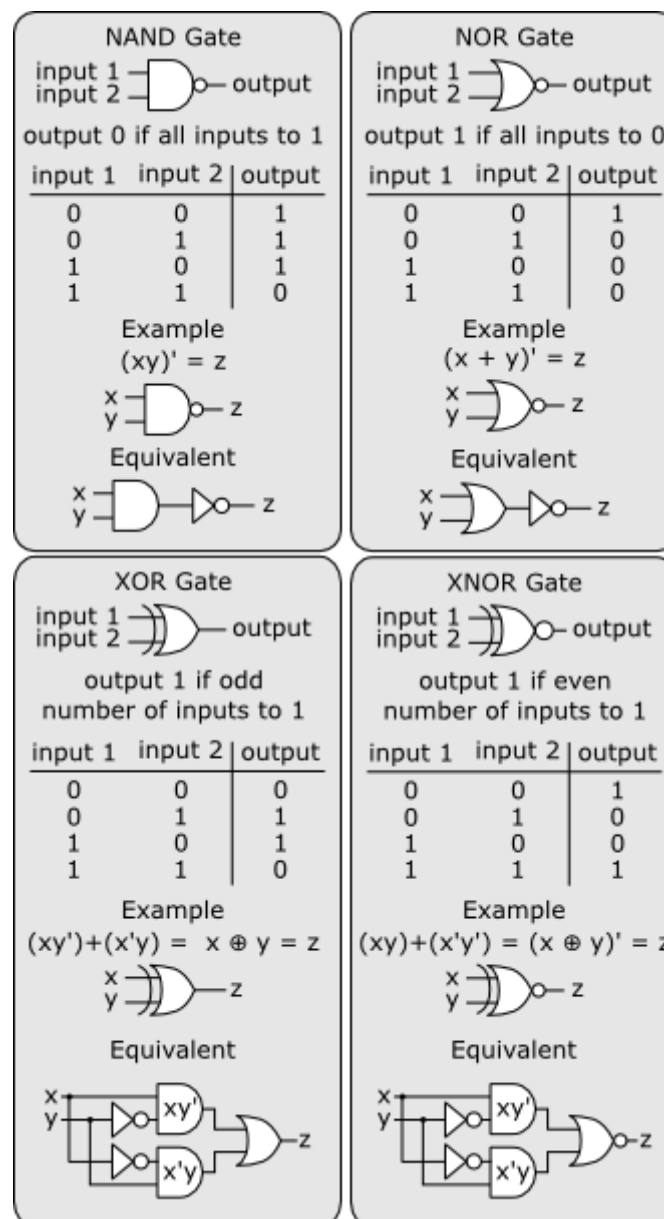 NAND Gate
input 1
input 2
output
output 0 if all inputs to 1
input 1 input 2 output
0 0 1
0 1 1
1 0 1
1 1 0
Example
(xy)' = z
x
y
z
Equivalent
x
y
z
NOR Gate
input 1
input 2
output
output 1 if all inputs to 0
input 1 input 2 output
0 0 1
0 1 0
1 0 0
1 1 0
Example
(x + y)' = z
x
y
z
Equivalent
x
y
z
XOR Gate
input 1
input 2
output
output 1 if odd
number of inputs to 1
input 1 input 2 output
0 0 0
0 1 1
1 0 1
1 1 0
Example
(xy')+(x'y) = x ⊕ y = z
x
y
z
Equivalent
x
y
xy'
x'y
z
XNOR Gate
input 1
input 2
output
output 1 if even
number of inputs to 1
input 1 input 2 output
0 0 1
0 1 0
1 0 0
1 1 1
Example
(xy)+(x'y') = (x ⊕ y)' = z
x
y
z
Equivalent
x
y
xy'
x'y
z